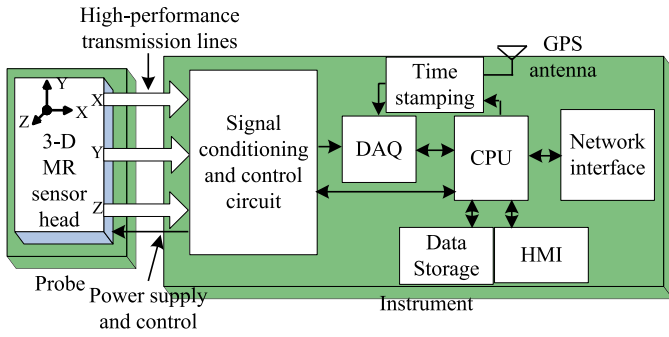 High-performance
transmission lines
GPS
antenna
Time
stamping
Y
X
Z
3-D
MR
sensor
head
X
Y
Z
Signal
conditioning
and control
circuit
DAQ
CPU
Network
interface
Data
Storage
HMI
Probe
Power supply
and control
Instrument